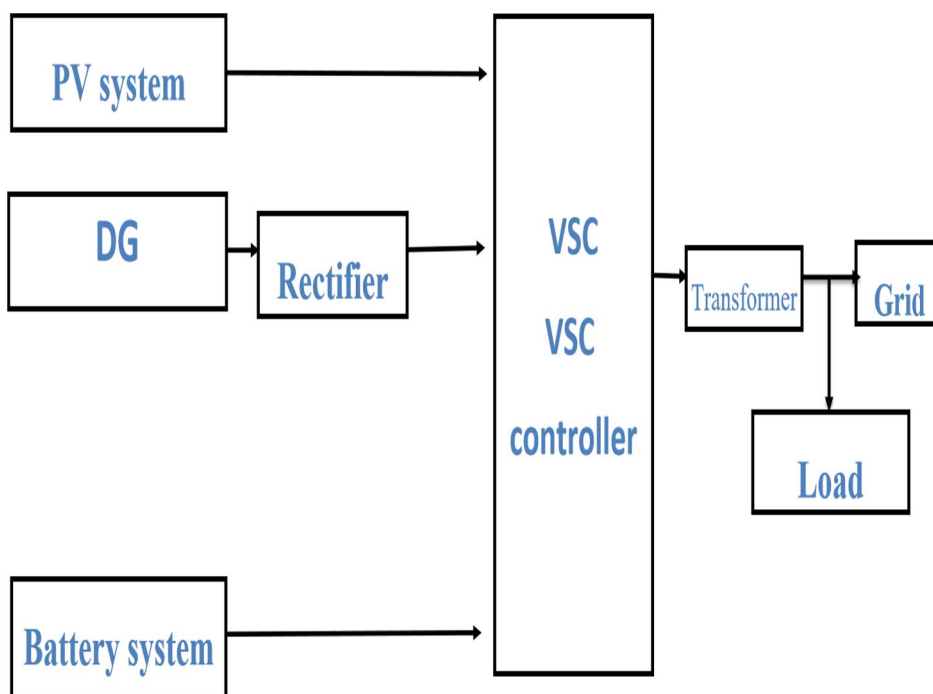 PV system
DG
Rectifier
Battery system
VSC
VSC
controller
Transformer
Grid
Load